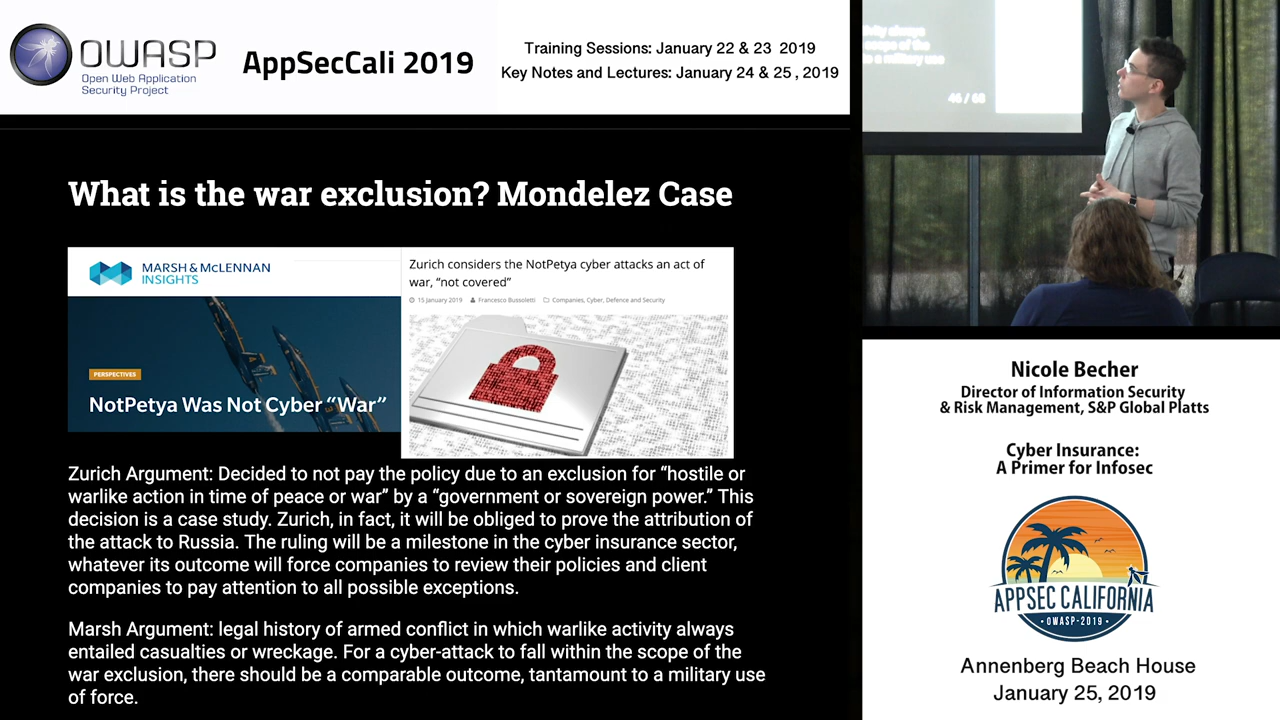 OWASP
Open Web Application
Security Project
AppSecCali 2019
Training Sessions: January 22 & 23 2019
Key Notes and Lectures: January 24 & 25 , 2019
What is the war exclusion? Mondelez Case
MARSH & McLENNAN
INSIGHTS
PERSPECTIVES
NotPetya Was Not Cyber “War”
Zurich considers the NotPetya cyber attacks an act of
war, “not covered”
15 January 2019 Francesco Bussoletti Companies, Cyber, Defence and Security
Zurich Argument: Decided to not pay the policy due to an exclusion for “hostile or
warlike action in time of peace or war” by a “government or sovereign power.” This
decision is a case study. Zurich, in fact, it will be obliged to prove the attribution of
the attack to Russia. The ruling will be a milestone in the cyber insurance sector,
whatever its outcome will force companies to review their policies and client
companies to pay attention to all possible exceptions.
Marsh Argument: legal history of armed conflict in which warlike activity always
entailed casualties or wreckage. For a cyber-attack to fall within the scope of the
war exclusion, there should be a comparable outcome, tantamount to a military use
of force.
always
of the
a military use
46 / 68
Nicole Becher
Director of Information Security
& Risk Management, S&P Global Platts
Cyber Insurance:
A Primer for Infosec
APPSEC CALIFORNIA
OWASP-2019
Annenberg Beach House
January 25, 2019